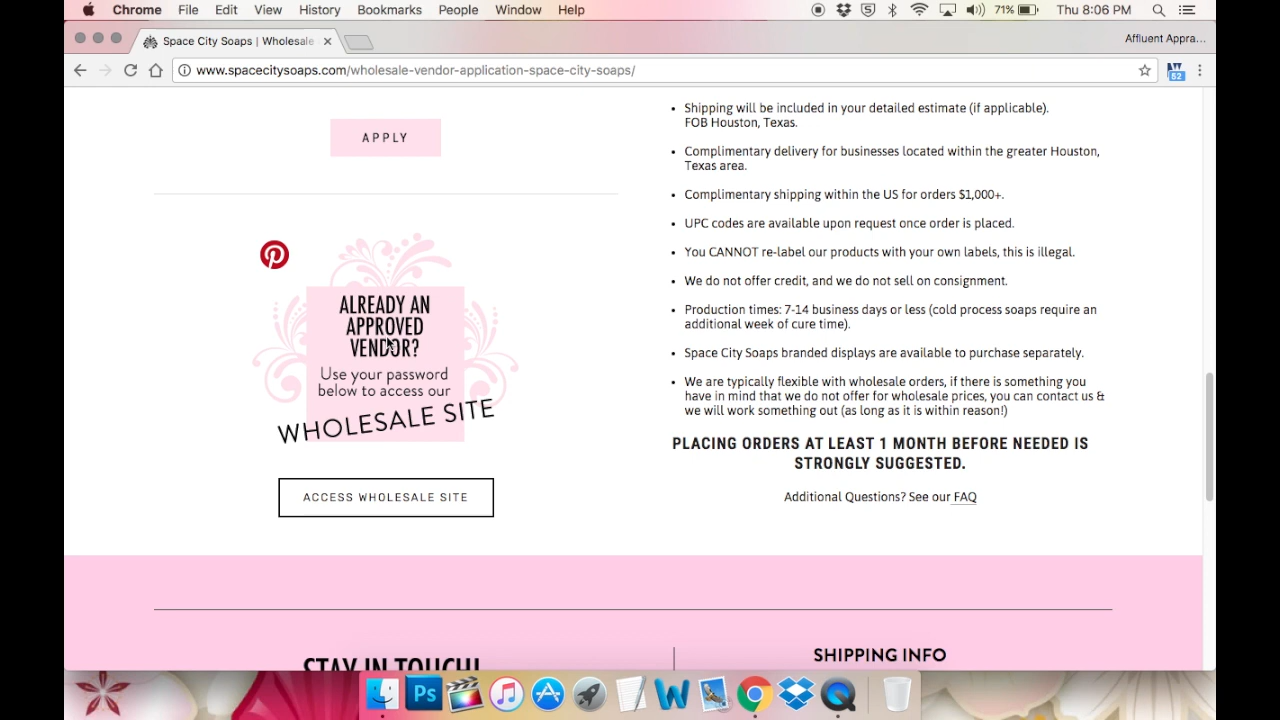 Chrome File Edit View History Bookmarks People Window Help 71% Thu 8:06 PM
Space City Soaps | Wholesale
Affluent Appra...
www.spacecitysoaps.com/wholesale-vendor-application-space-city-soaps/
52
APPLY
ALREADY AN
APPROVED
VENDOR?
Use your password
below to access our
WHOLESALE SITE
ACCESS WHOLESALE SITE
• Shipping will be included in your detailed estimate (if applicable).
FOB Houston, Texas.
• Complimentary delivery for businesses located within the greater Houston,
Texas area.
• Complimentary shipping within the US for orders $1,000+.
• UPC codes are available upon request once order is placed.
• You CANNOT re-label our products with your own labels, this is illegal.
• We do not offer credit, and we do not sell on consignment.
• Production times: 7-14 business days or less (cold process soaps require an
additional week of cure time).
• Space City Soaps branded displays are available to purchase separately.
• We are typically flexible with wholesale orders, if there is something you
have in mind that we do not offer for wholesale prices, you can contact us &
we will work something out (as long as it is within reason!)
PLACING ORDERS AT LEAST 1 MONTH BEFORE NEEDED IS
STRONGLY SUGGESTED.
Additional Questions? See our FAQ
STAY IN TOUCH!
SHIPPING INFO
Ps